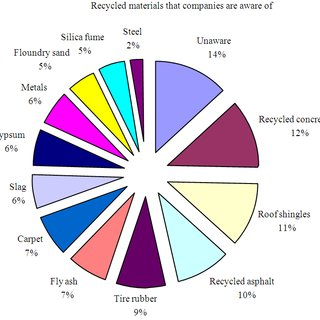 Recycled materials that companies are aware of
Steel
2%
Unaware
14%
Recycled
12%
Roof shingles
11%
Recycled asphalt
10%
Tire rubber
9%
Fly ash
7%
Carpet
7%
Slag
6%
6%
Metals
6%
Floundry sand
5%
Silica fume
5%